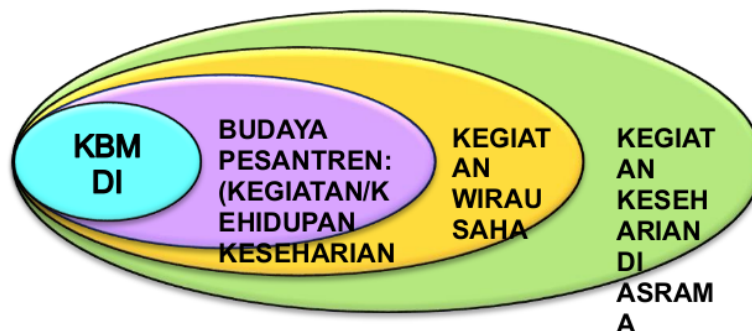 KBM
DI
BUDAYA
PESANTREN:
(KEGIATAN/K
EHIDUPAN
KESEHARIAN
KEGIAT
AN
WIRAU
SAHA
KEGIAT
AN
KESEH
ARIAN
DI
ASRAM
A